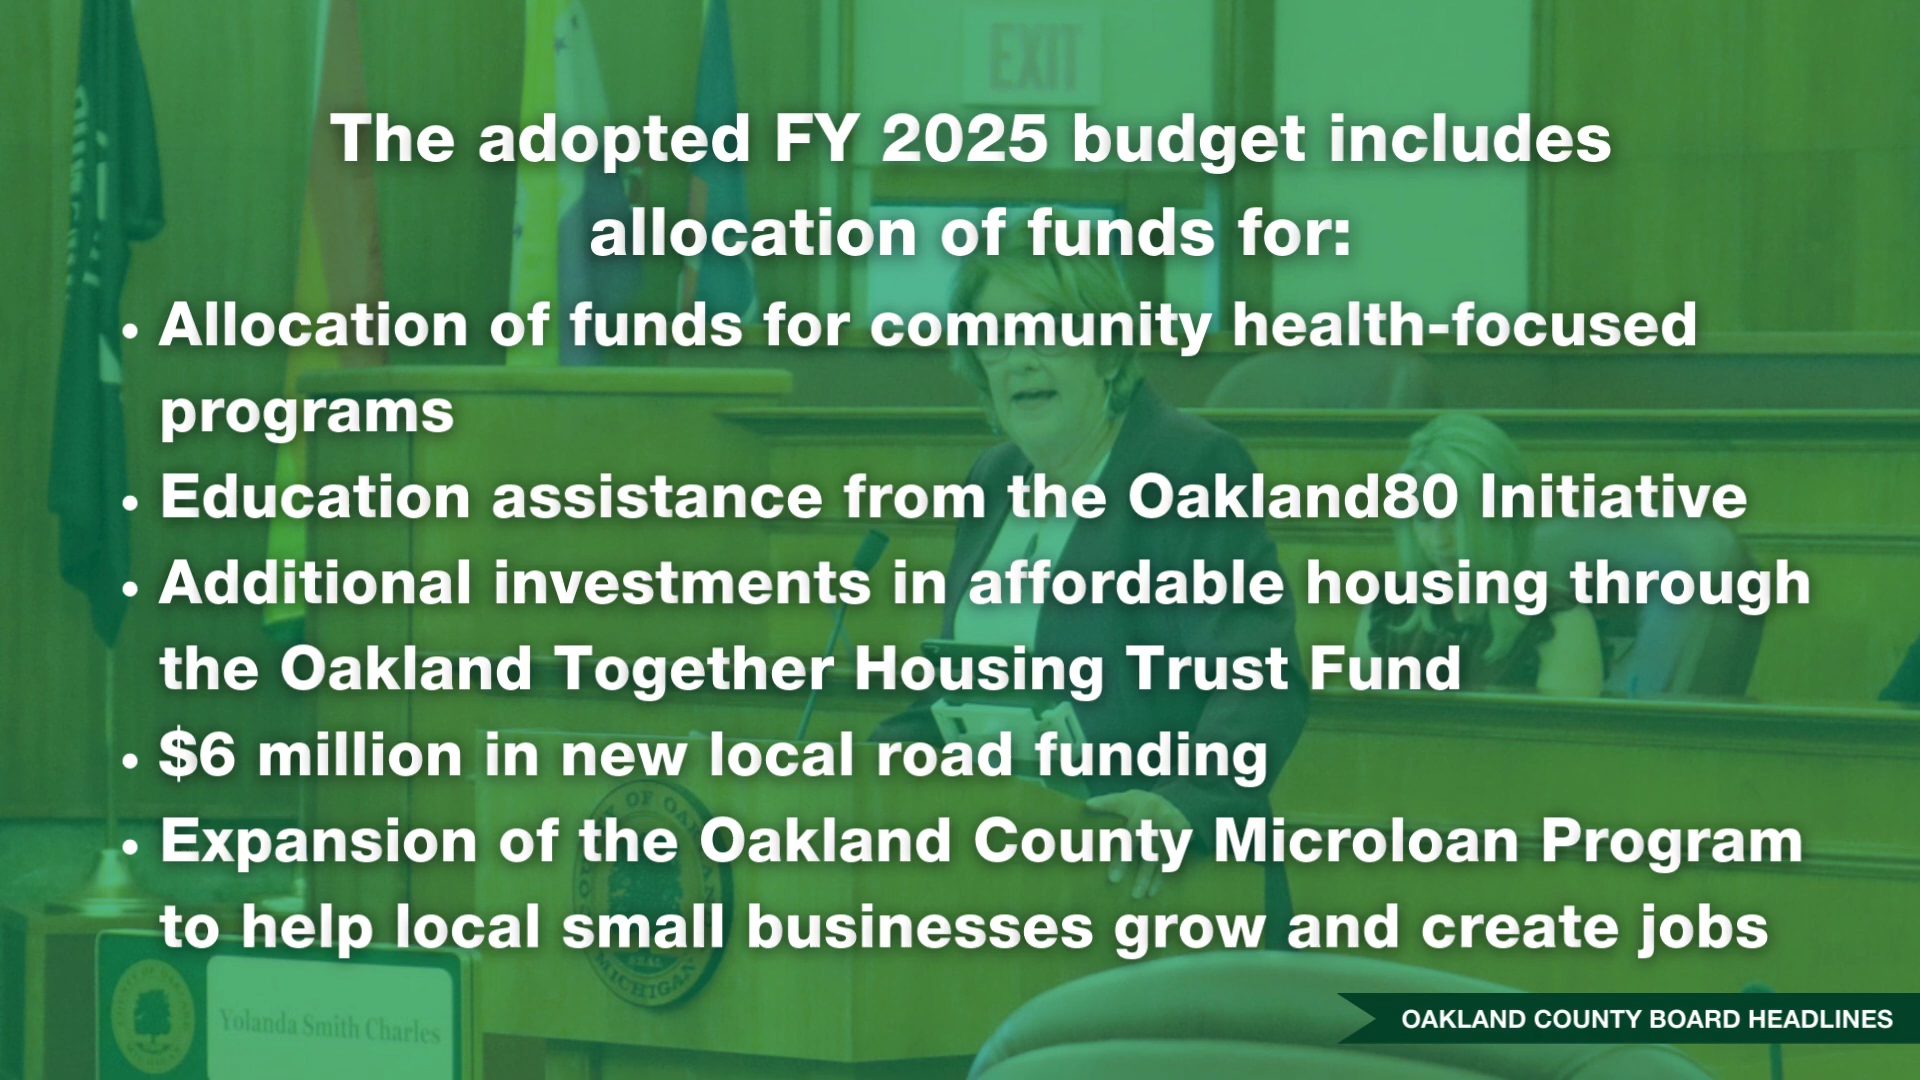 EXIT
The adopted FY 2025 budget includes
allocation of funds for:
• Allocation of funds for community health-focused
programs
• Education assistance from the Oakland80 Initiative
• Additional investments in affordable housing through
the Oakland Together Housing Trust Fund
• $6 million in new local road funding
• Expansion of the Oakland County Microloan Program
to help local small businesses grow and create jobs
Yolanda Smith Charles
OAKLAND COUNTY BOARD HEADLINES